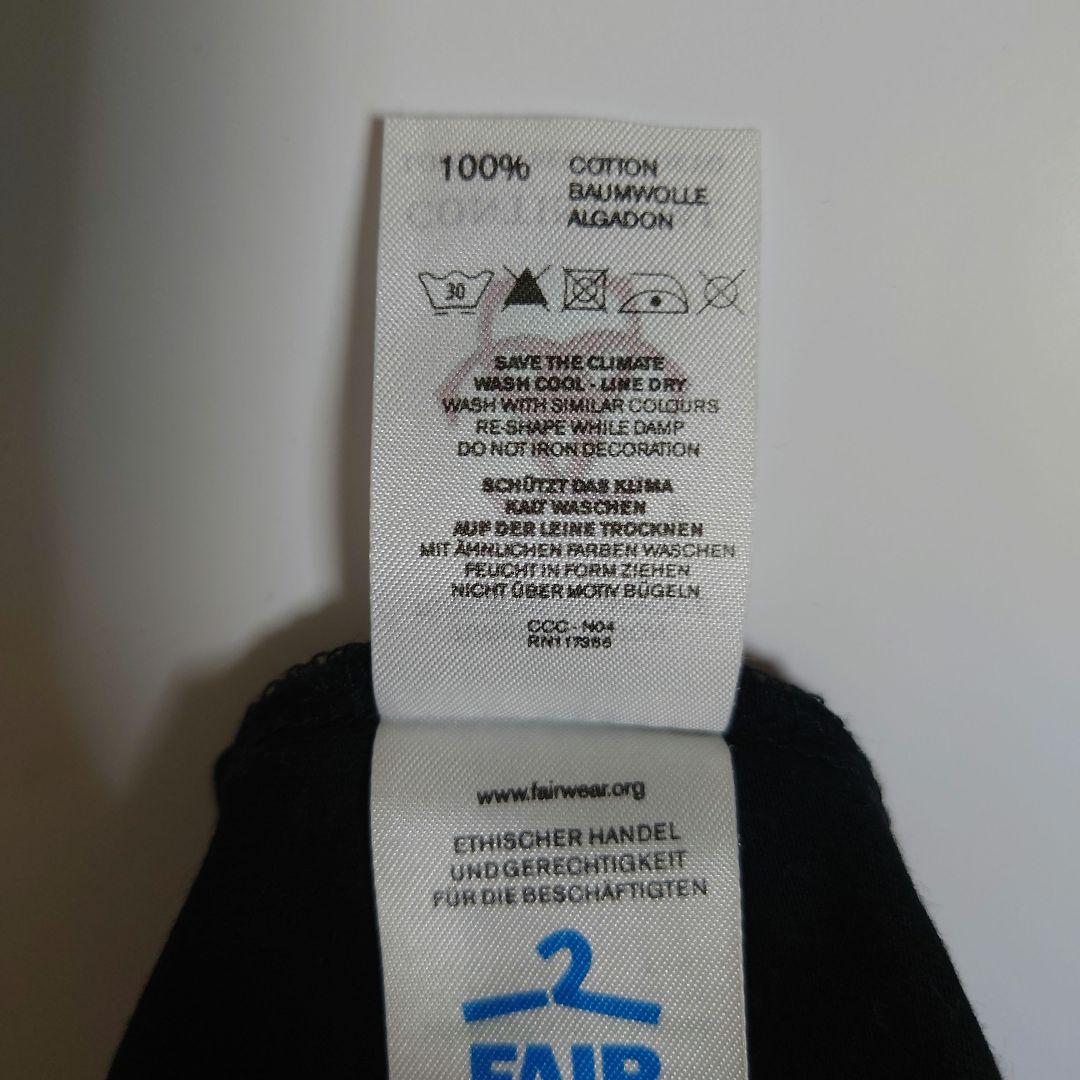 100% COTTON
BAUMWOLLE
ALGADON
30
SAVE THE CLIMATE
WASH COOL - LINE DRY
WASH WITH SIMILAR COLOURS
RE-SHAPE WHILE DAMP
DO NOT IRON DECORATION
SCHÜTZT DAS KLIMA
KALT WASCHEN
AUF DER LEINE TROCKNEN
MIT ÄHNLICHEN FARBEN WASCHEN
FEUCHT IN FORM ZIEHEN
NICHT ÜBER MOTIV BÜGELN
CCC - N04
www.fairwear.org
ETHISCHER HANDEL
UND GERECHTIGKEIT
FÜR DIE BESCHÄFTIGTEN
FAIR